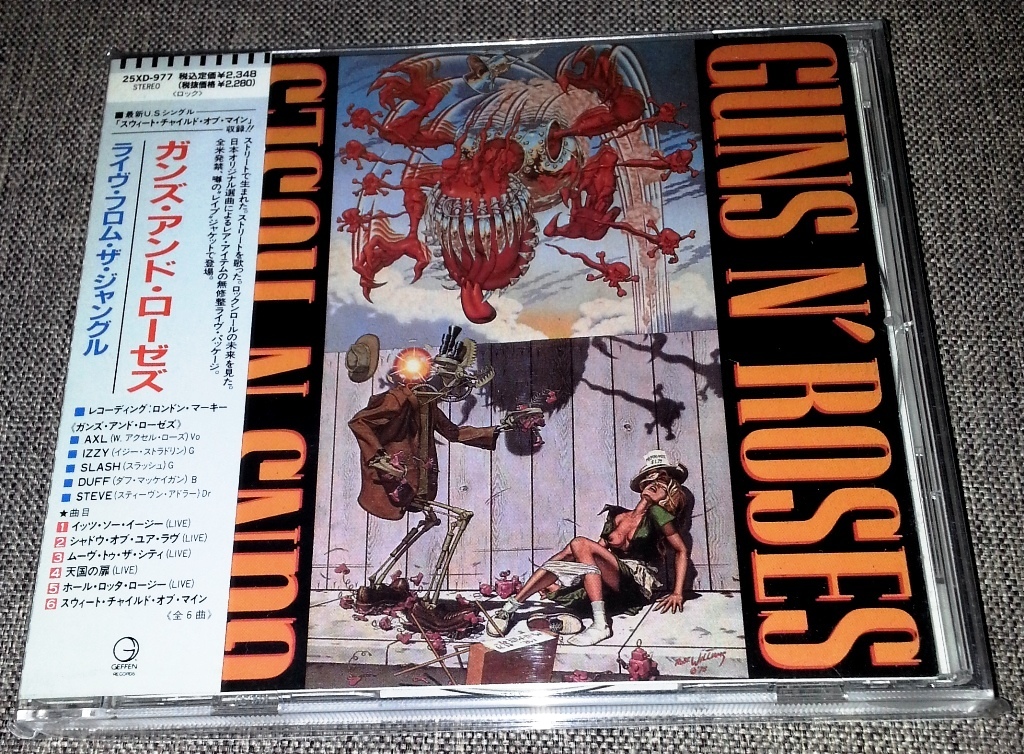 25XD-977 税込定価¥2,348
STEREO (税抜価格¥2,280)
〈ロック〉
■最新USシングル
「スウィート・チャイルド・オブ・マイン」
収録!!
ストリートで生まれた。ストリートを歌った。ロックンロールの未来を見た。
日本オリジナル選曲によるレア・アイテムの無修整ライヴ・パッケージ。
全米発禁、噂の“レイプ”ジャケットで登場。
ガンズ・アンド・ローゼズ
ライヴ・フロム・ザ・ジャングル
■ レコーディング:ロンドン・マーキー
《ガンズ・アンド・ローゼズ》
■ AXL (W. アクセル・ローズ) Vo
■ IZZY (イジー・ストラドリン) G
■ SLASH (スラッシュ) G
■ DUFF (ダフ・マッケイガン) B
■ STEVE (スティーヴン・アドラー) Dr
★曲目
1 イッツ・ソー・イージー (LIVE)
2 シャドウ・オブ・ユア・ラヴ (LIVE)
3 ムーヴ・トゥ・ザ・シティ (LIVE)
4 天国の扉 (LIVE)
5 ホール・ロッタ・ロージー (LIVE)
6 スウィート・チャイルド・オブ・マイン
《全6曲》
G
GEFFEN
RECORDS
GUNS N' ROSES